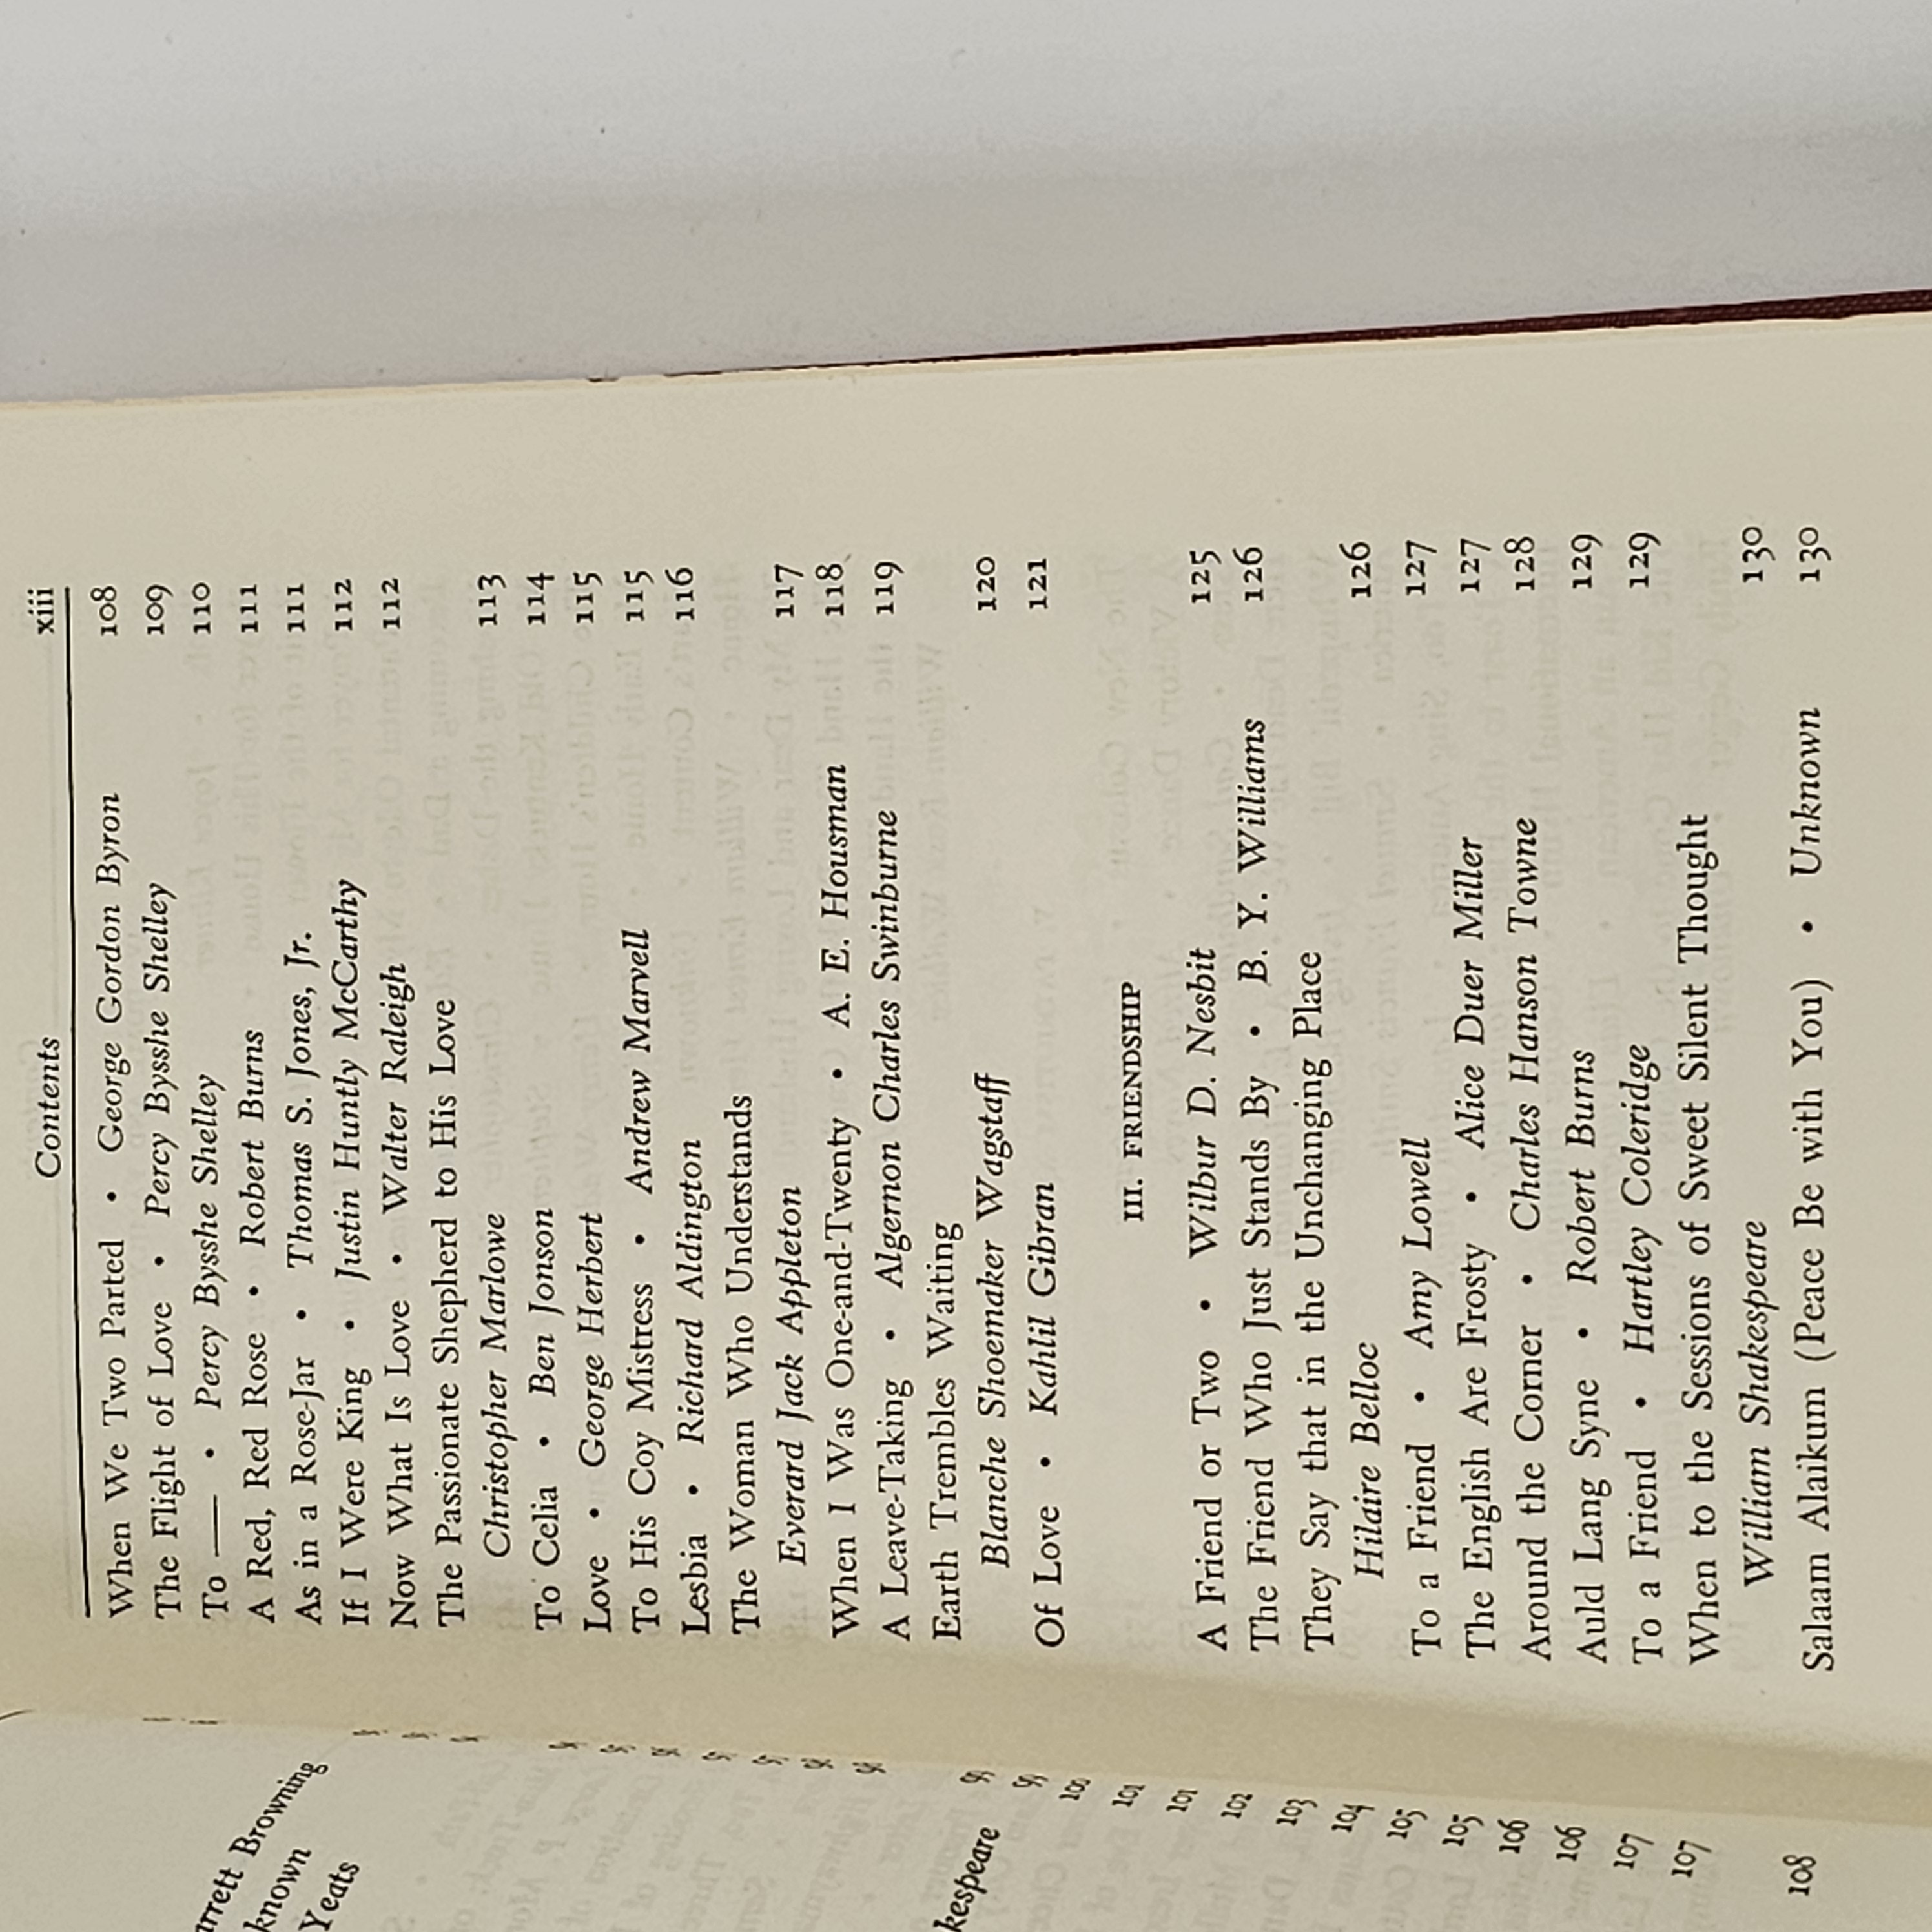 arrett Browning
known
Yeats
kespeare
99
99
100
101
101
102
103
104
105
105
106
106
107
107
108
Contents xiii
When We Two Parted • George Gordon Byron 108
The Flight of Love • Percy Bysshe Shelley 109
To —— • Percy Bysshe Shelley 110
A Red, Red Rose • Robert Burns 111
As in a Rose-Jar • Thomas S. Jones, Jr. 111
If I Were King • Justin Huntly McCarthy 112
Now What Is Love • Walter Raleigh 112
The Passionate Shepherd to His Love
Christopher Marlowe 113
To Celia • Ben Jonson 114
Love • George Herbert 115
To His Coy Mistress • Andrew Marvell 115
Lesbia • Richard Aldington 116
The Woman Who Understands
Everard Jack Appleton 117
When I Was One-and-Twenty • A. E. Housman 118
A Leave-Taking • Algernon Charles Swinburne 119
Earth Trembles Waiting
Blanche Shoemaker Wagstaff 120
Of Love • Kahlil Gibran 121
III. FRIENDSHIP
A Friend or Two • Wilbur D. Nesbit 125
The Friend Who Just Stands By • B. Y. Williams 126
They Say that in the Unchanging Place
Hilaire Belloc 126
To a Friend • Amy Lowell 127
The English Are Frosty • Alice Duer Miller 127
Around the Corner • Charles Hanson Towne 128
Auld Lang Syne • Robert Burns 129
To a Friend • Hartley Coleridge 129
When to the Sessions of Sweet Silent Thought
William Shakespeare 130
Salaam Alaikum (Peace Be with You) • Unknown 130